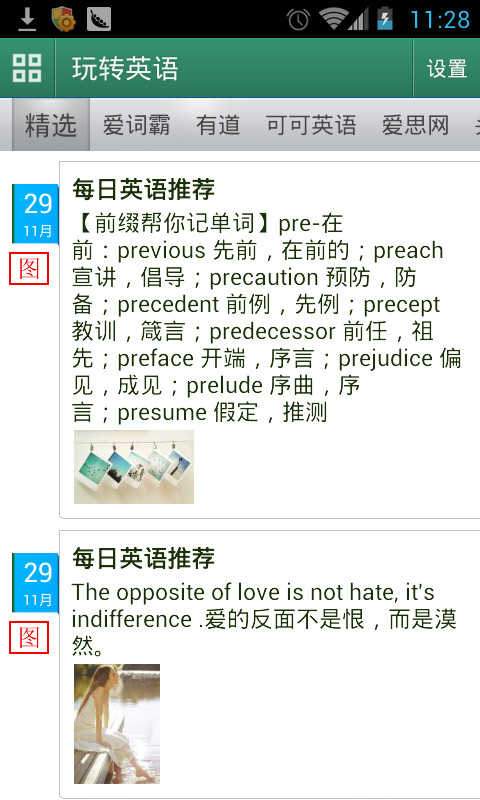 11:28
玩转英语
设置
精选 爱词霸 有道 可可英语 爱思网
29
11月
图
每日英语推荐
【前缀帮你记单词】pre-在
前：previous 先前，在前的；preach
宣讲，倡导；precaution 预防，防
备；precedent 前例，先例；precept
教训，箴言；predecessor 前任，祖
先；preface 开端，序言；prejudice 偏
见，成见；prelude 序曲，序
言；presume 假定，推测
29
11月
图
每日英语推荐
The opposite of love is not hate, it's
indifference .爱的反面不是恨，而是漠
然。